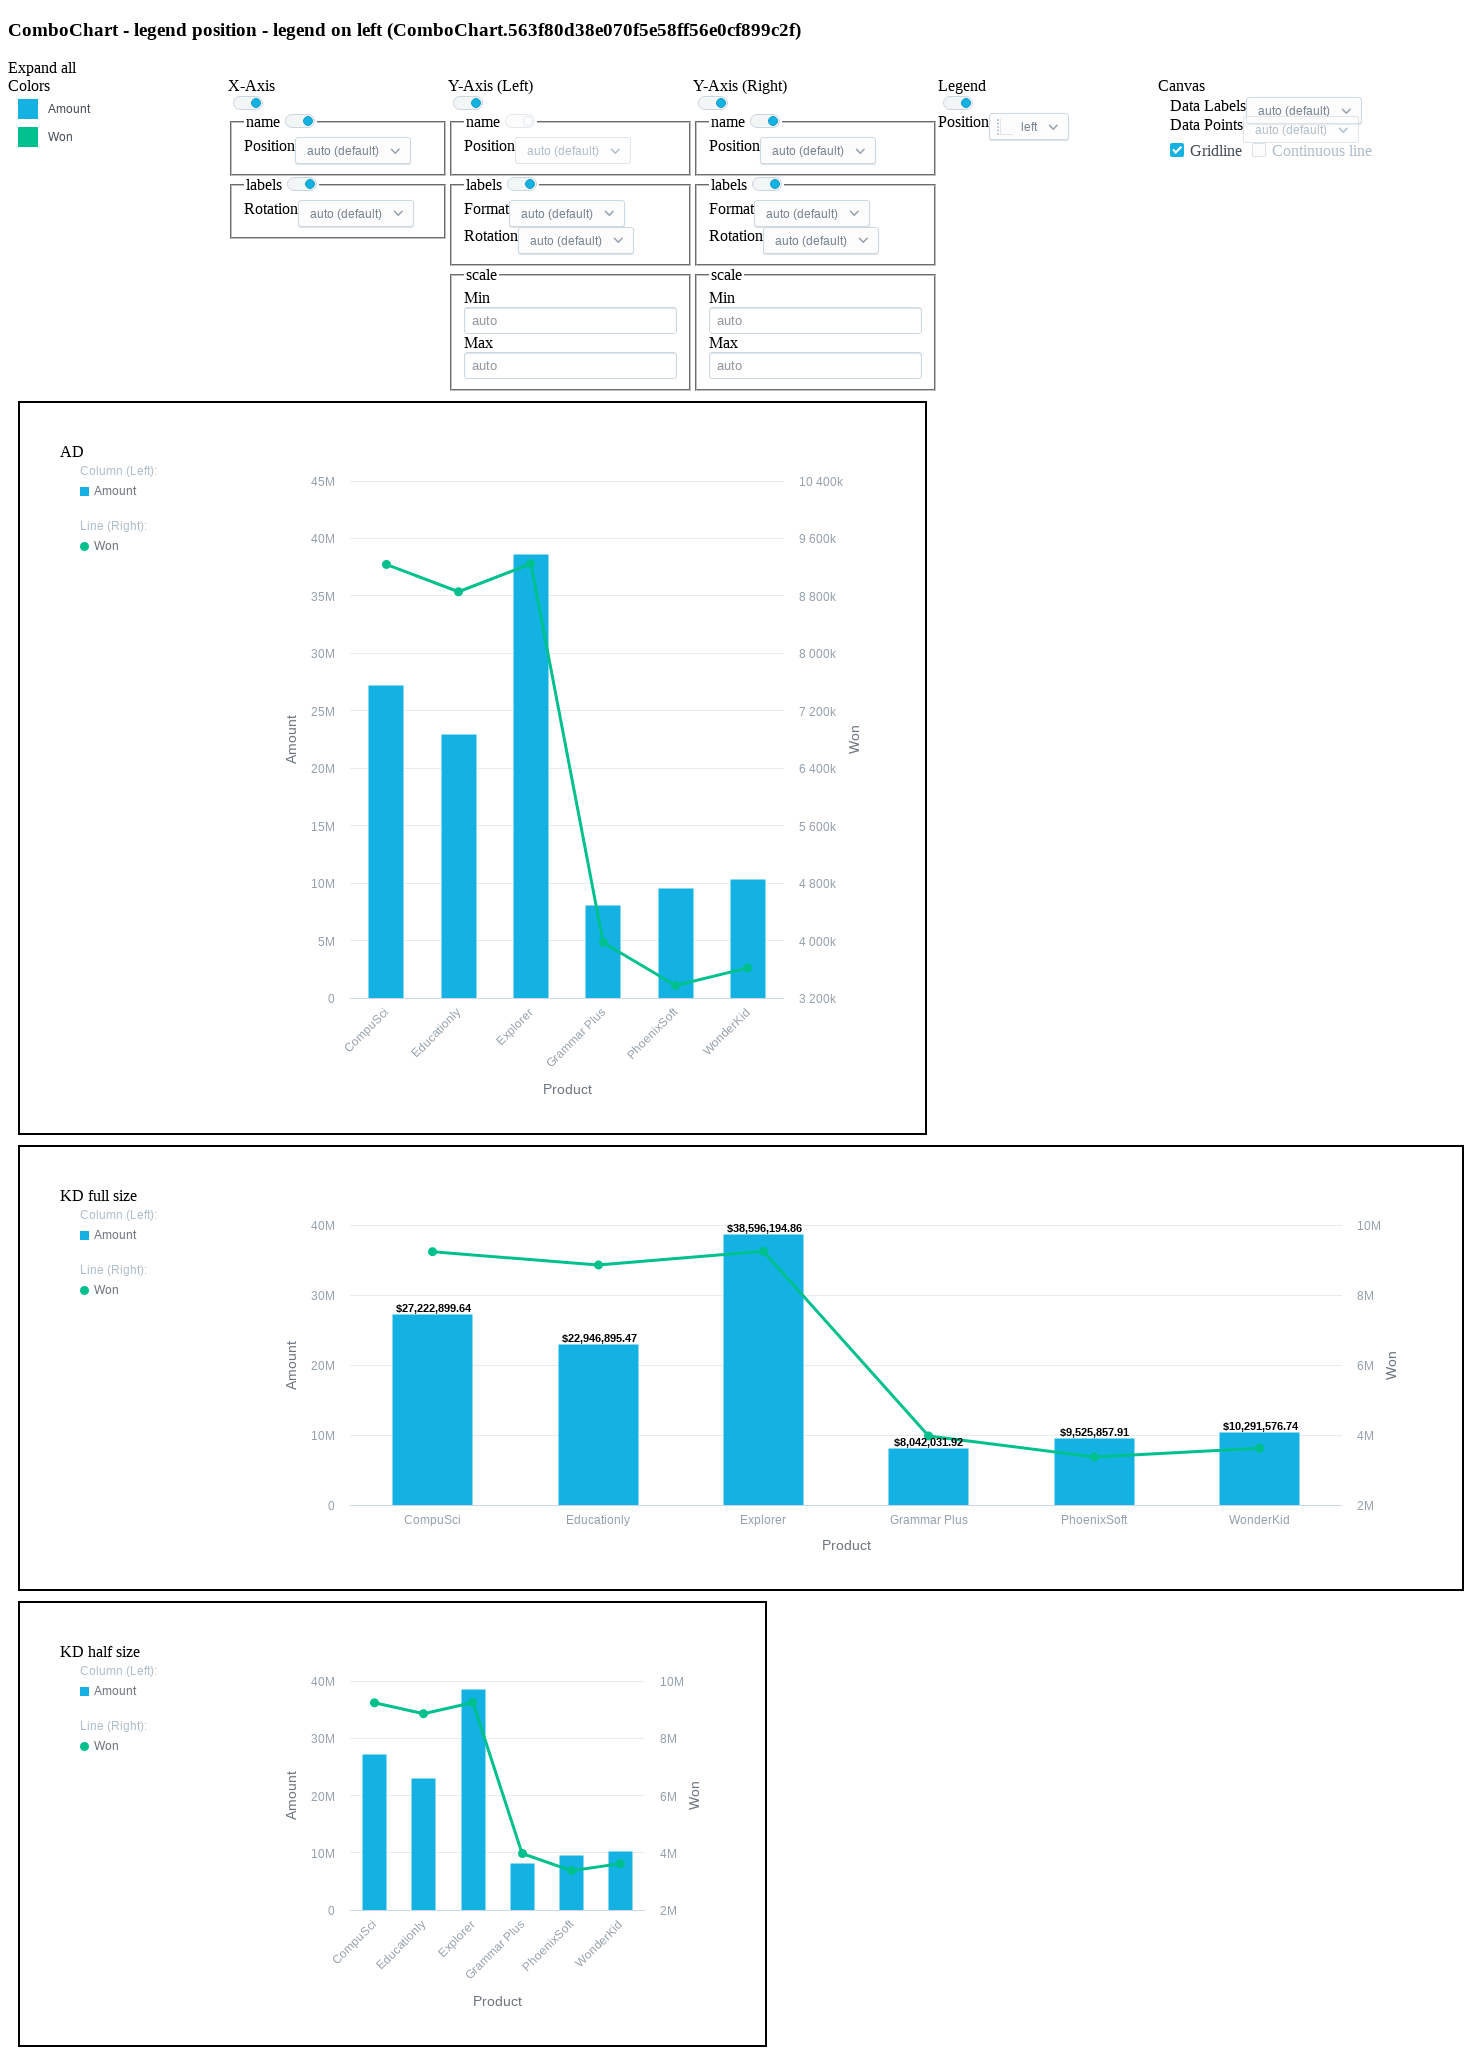 ComboChart - legend position - legend on left (ComboChart.563f80d38e070f5e58ff56e0cf899c2f)
Expand all
Colors
Amount
Won
X-Axis
name
Position auto (default)
labels
Rotation auto (default)
Y-Axis (Left)
name
Position auto (default)
labels
Format auto (default)
Rotation auto (default)
scale
Min
auto
Max
auto
Y-Axis (Right)
name
Position auto (default)
labels
Format auto (default)
Rotation auto (default)
scale
Min
auto
Max
auto
Legend
Position left
Canvas
Data Labels auto (default)
Data Points auto (default)
Gridline Continuous line
AD
Column (Left):
Amount
Line (Right):
Won
45M 10 400k
40M 9 600k
35M 8 800k
30M 8 000k
25M 7 200k
20M 6 400k
15M 5 600k
10M 4 800k
5M 4 000k
0 3 200k
Amount
Won
CompuSci Educationly Explorer Grammar Plus PhoenixSoft WonderKid
Product
KD full size
Column (Left):
Amount
Line (Right):
Won
40M 10M
30M 8M
20M 6M
10M 4M
0 2M
Amount
Won
$27,222,899.64
$22,946,895.47
$38,596,194.86
$8,042,031.92
$9,525,857.91
$10,291,576.74
CompuSci Educationly Explorer Grammar Plus PhoenixSoft WonderKid
Product
KD half size
Column (Left):
Amount
Line (Right):
Won
40M 10M
30M 8M
20M 6M
10M 4M
0 2M
Amount
Won
CompuSci Educationly Explorer Grammar Plus PhoenixSoft WonderKid
Product